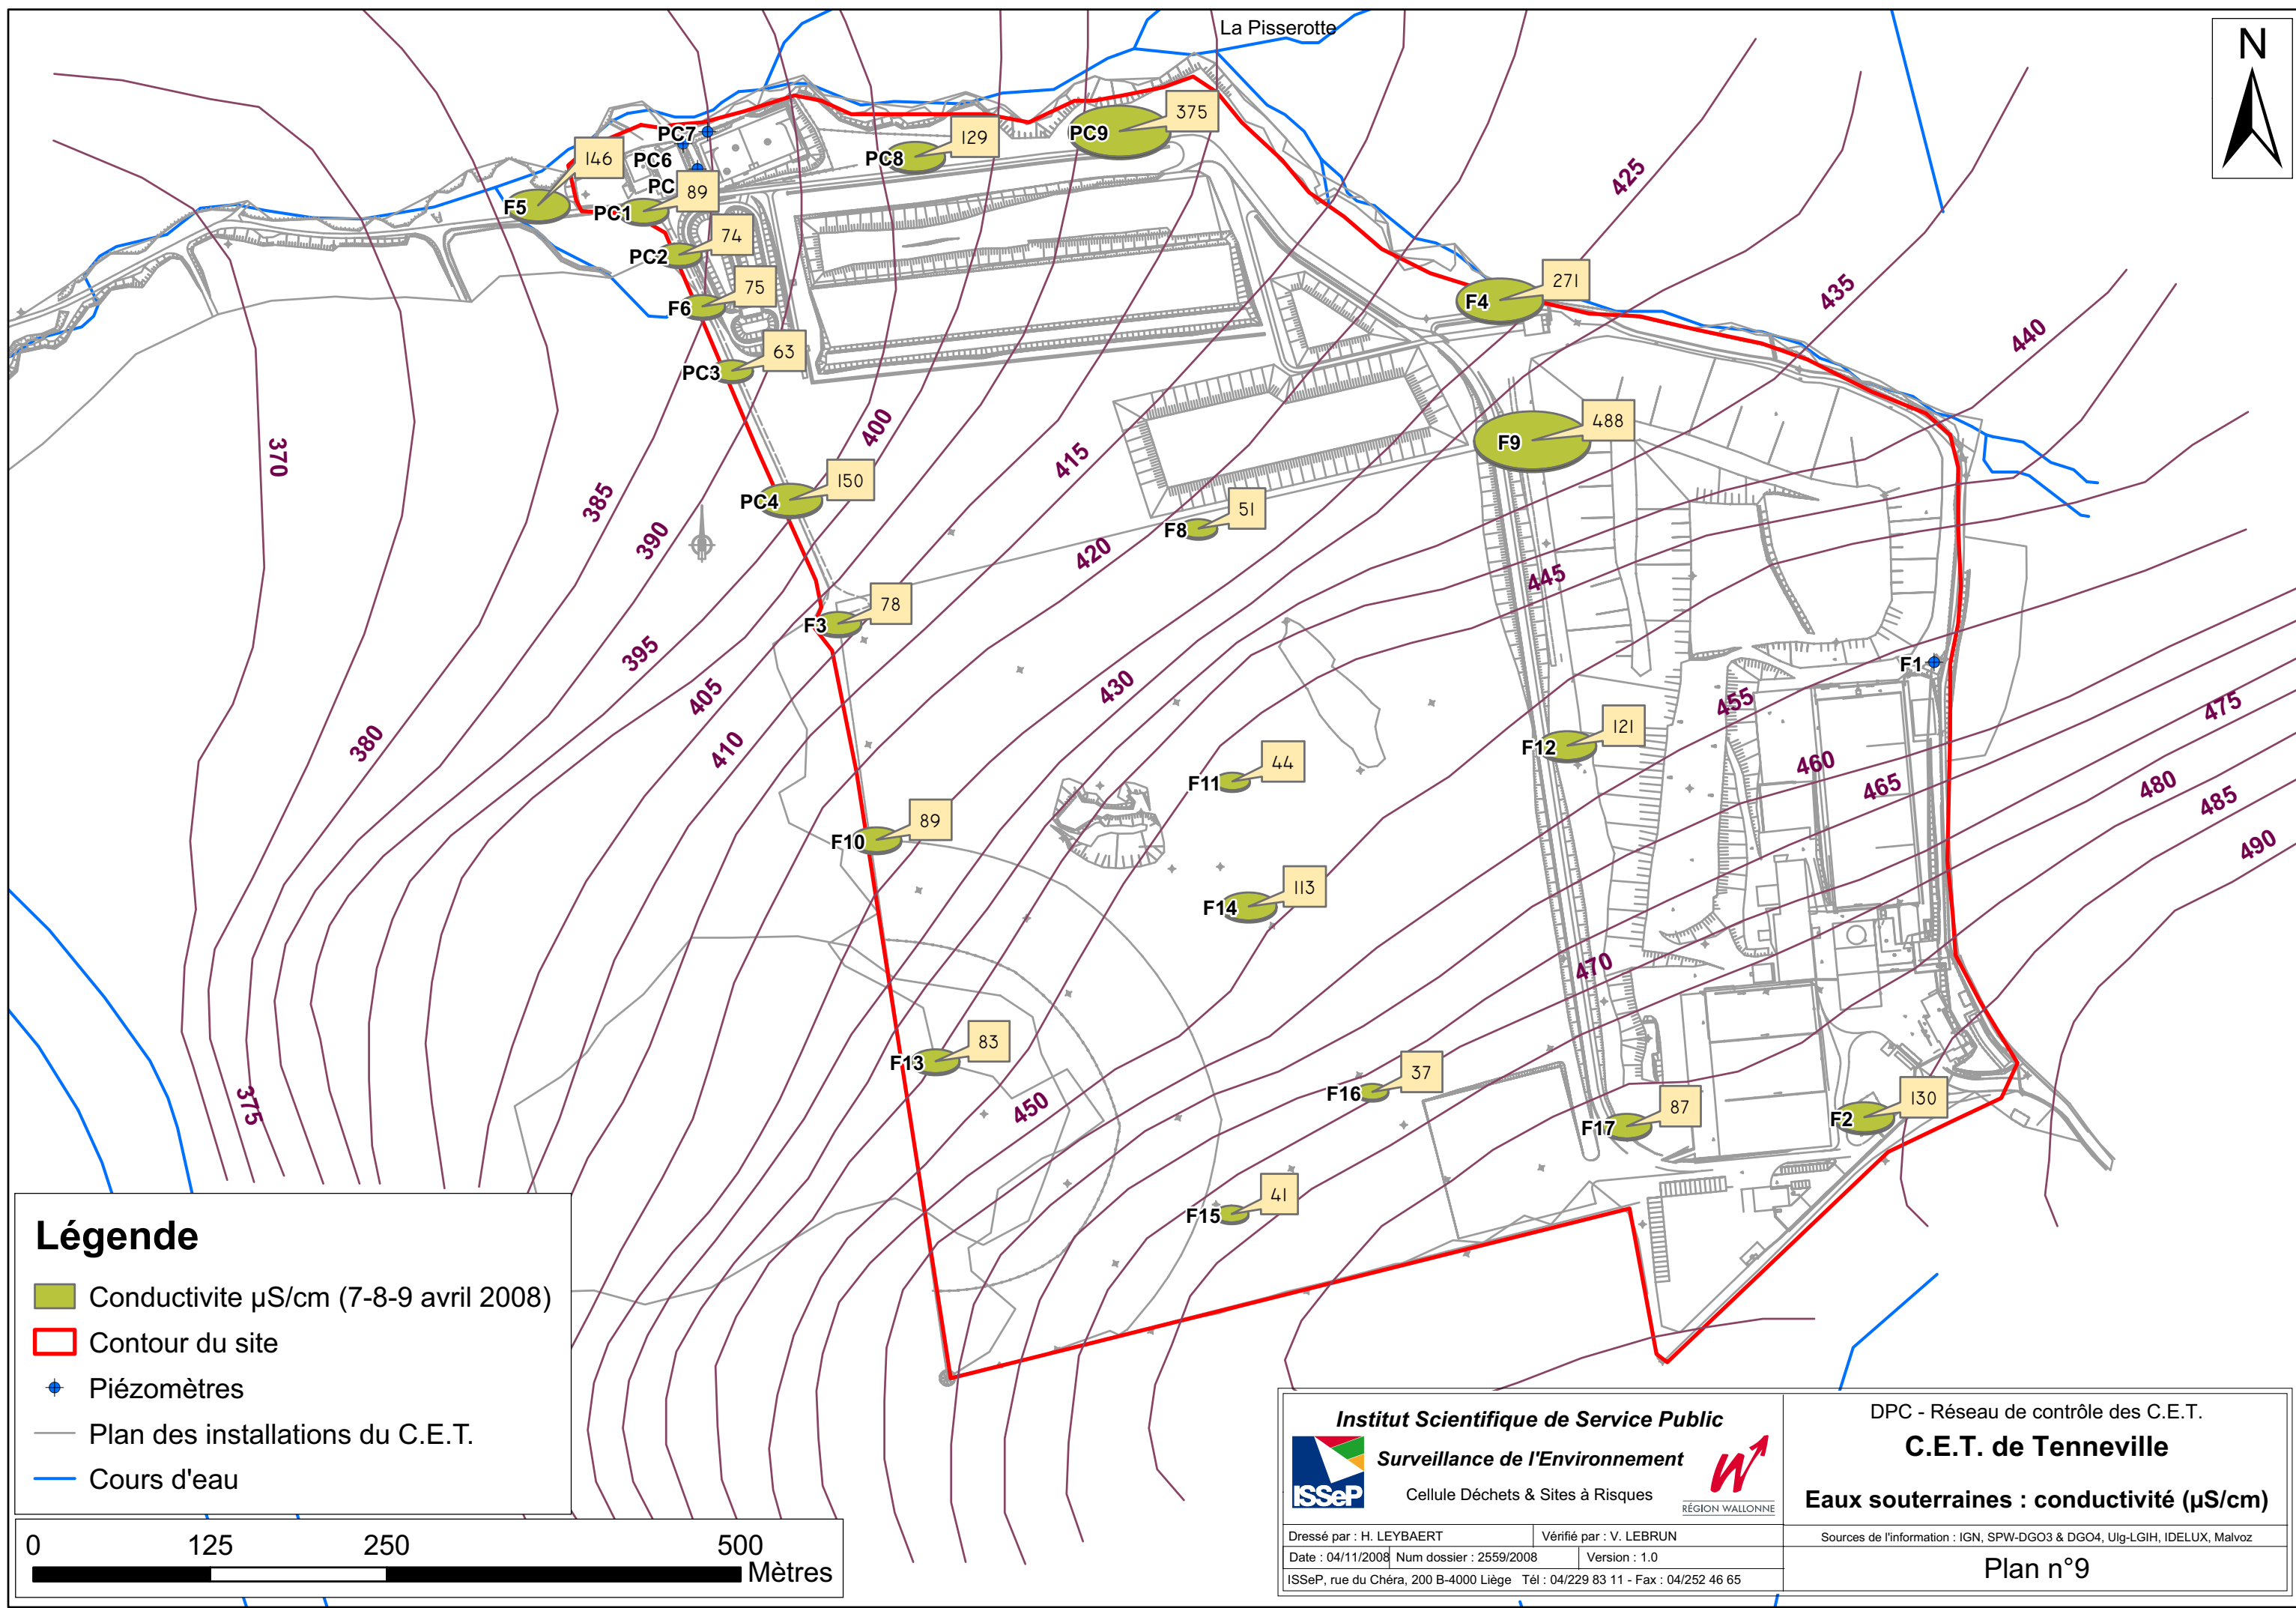 La Pisserotte
N
375
PC9
PC7
129
PC8
146
PC6
PC
89
F5
PC1
74
PC2
75
F6
63
PC3
425
271
F4
435
440
370
400
488
F9
415
150
PC4
385
390
51
F8
420
445
78
F3
395
405
430
F1
455
475
380
410
121
F12
44
F11
460
465
480
485
490
89
F10
113
F14
470
83
F13
37
F16
375
450
87
F17
130
F2
41
F15
Légende
Conductivite µS/cm (7-8-9 avril 2008)
Contour du site
Piézomètres
Plan des installations du C.E.T.
Cours d'eau
0 125 250 500
Mètres
Institut Scientifique de Service Public
Surveillance de l'Environnement
Cellule Déchets & Sites à Risques
ISSeP
RÉGION WALLONNE
DPC - Réseau de contrôle des C.E.T.
C.E.T. de Tenneville
Eaux souterraines : conductivité (µS/cm)
Dressé par : H. LEYBAERT
Vérifié par : V. LEBRUN
Sources de l'information : IGN, SPW-DGO3 & DGO4, Ulg-LGIH, IDELUX, Malvoz
Date : 04/11/2008
Num dossier : 2559/2008
Version : 1.0
Plan n°9
ISSeP, rue du Chéra, 200 B-4000 Liège Tél : 04/229 83 11 - Fax : 04/252 46 65